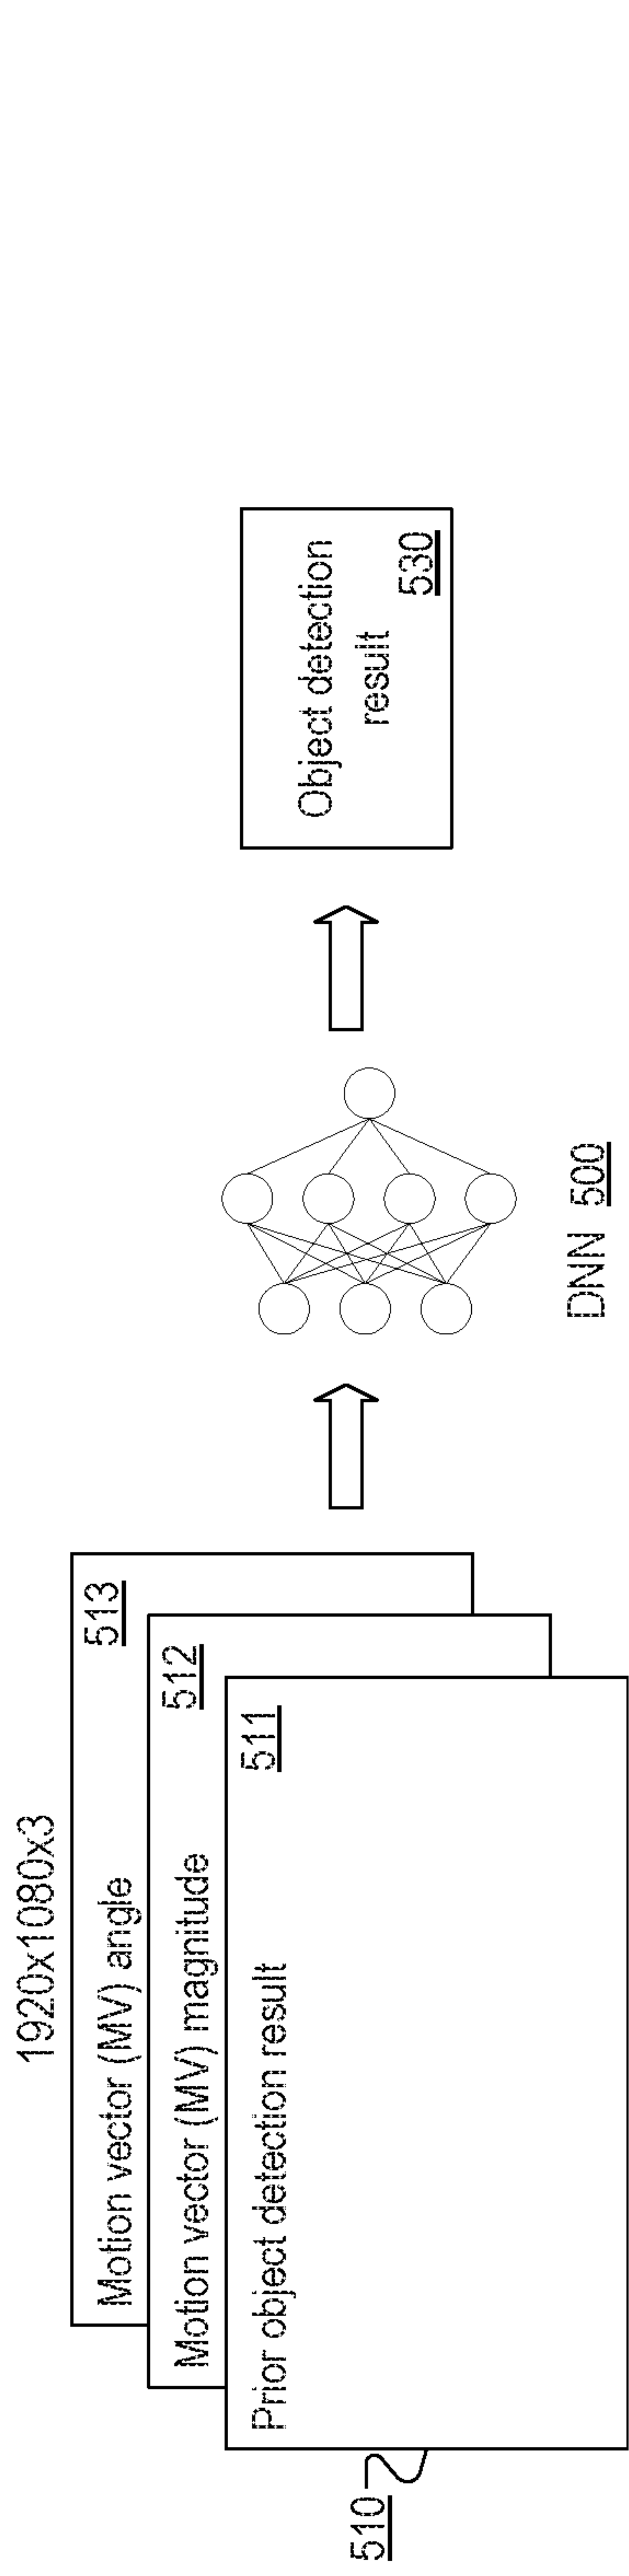 1920x1080x3
Motion vector (MV) angle 513
Motion vector (MV) magnitude 512
Prior object detection result 511
510
DNN 500
Object detection
result
530